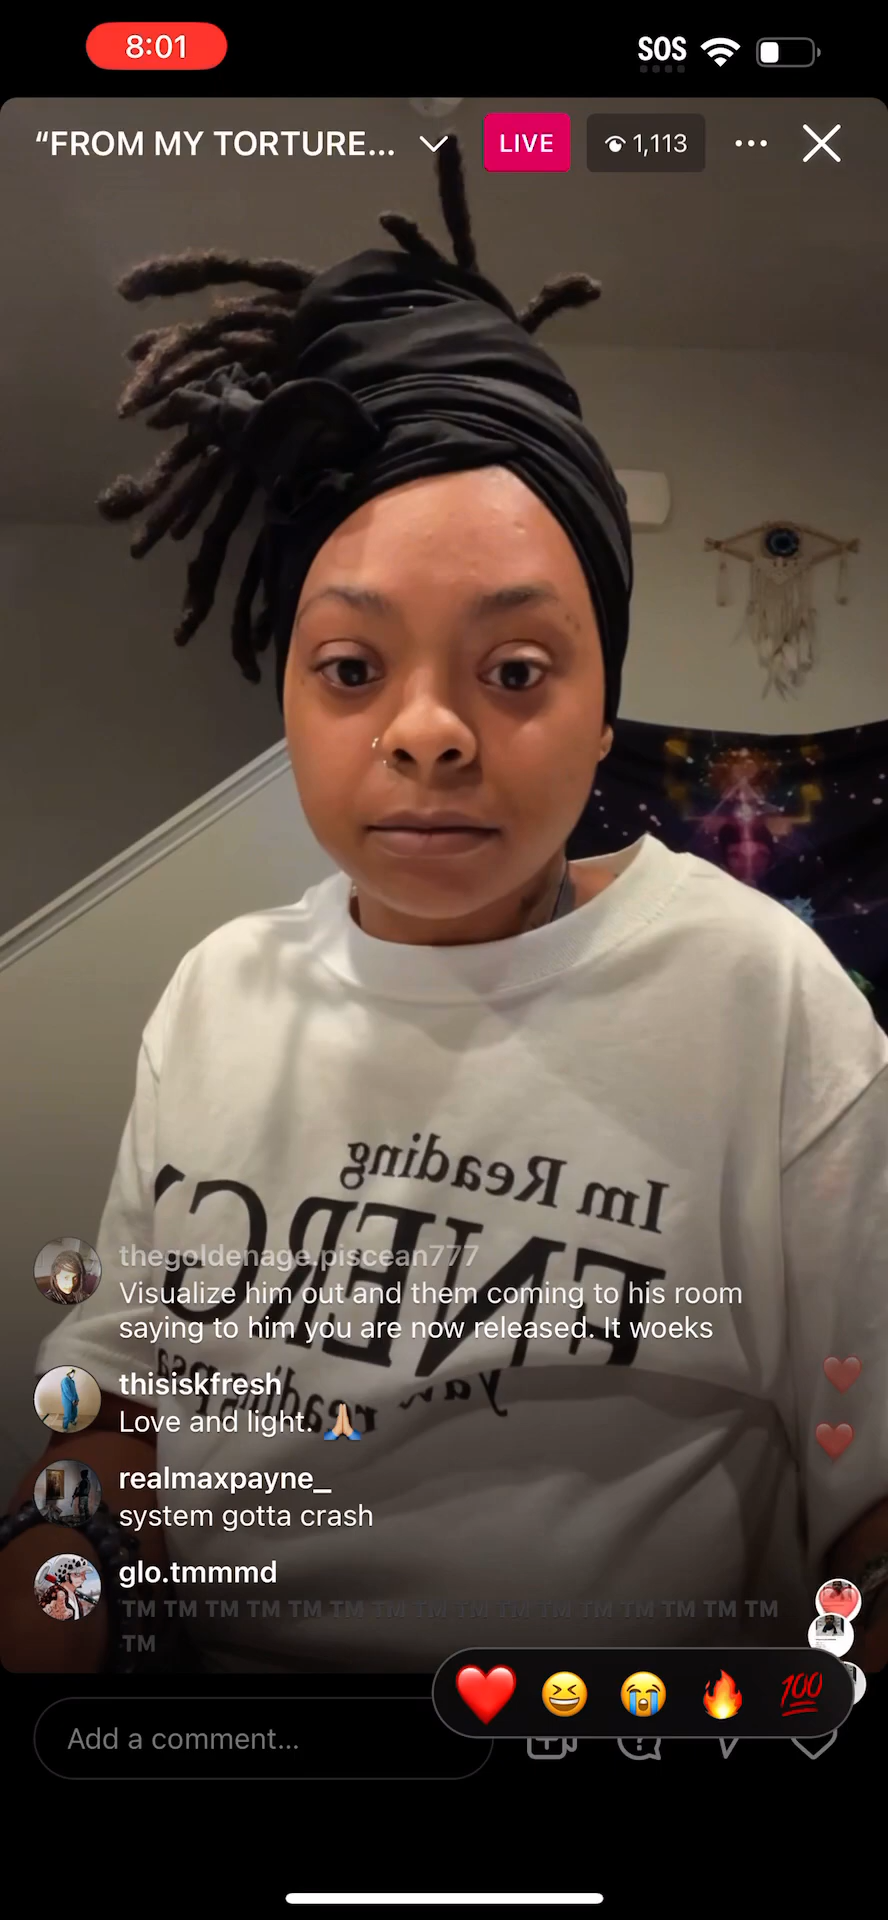 8:01
SOS
“FROM MY TORTURE...
LIVE
1,113
Im Reading
ENERGY
thegoldenage.piscean777
Visualize him out and them coming to his room
saying to him you are now released. It woeks
thisiskfresh
Love and light.🙏🏼
realmaxpayne_
system gotta crash
glo.tmmmd
TM TM TM TM TM TM TM TM TM TM TM TM TM TM TM TM
TM
100
Add a comment...